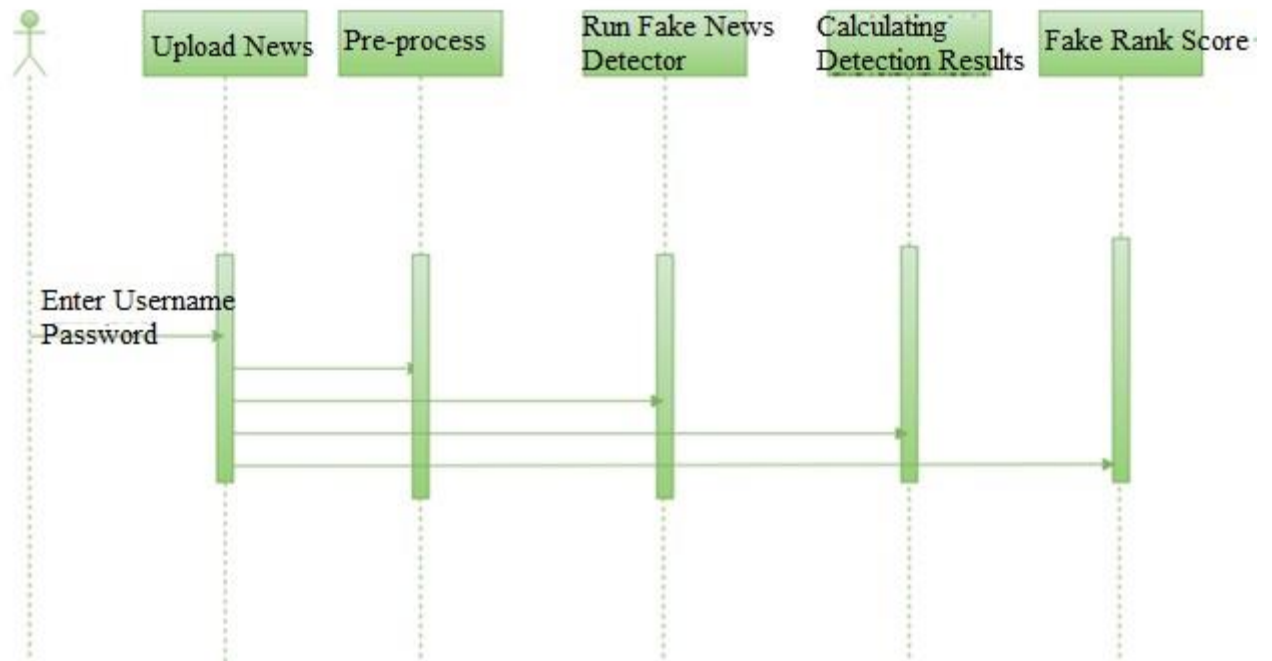 Upload News
Pre-process
Run Fake News
Detector
Calculating
Detection Results
Fake Rank Score
Enter Username
Password